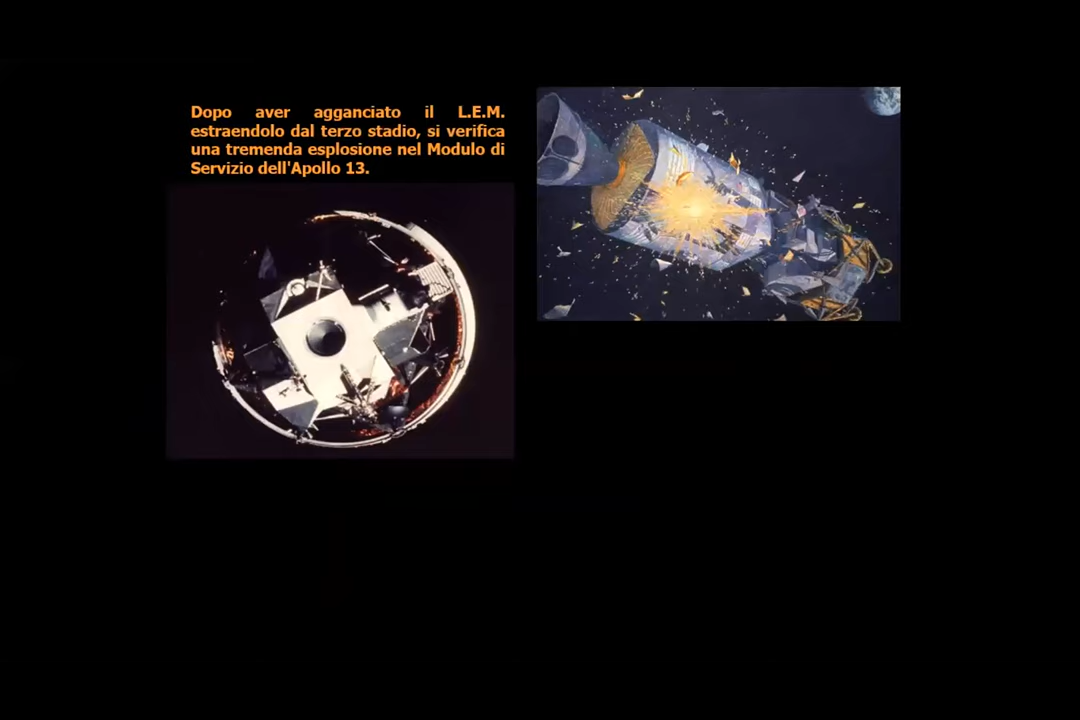 Dopo aver agganciato il L.E.M.
estraendolo dal terzo stadio, si verifica
una tremenda esplosione nel Modulo di
Servizio dell'Apollo 13.